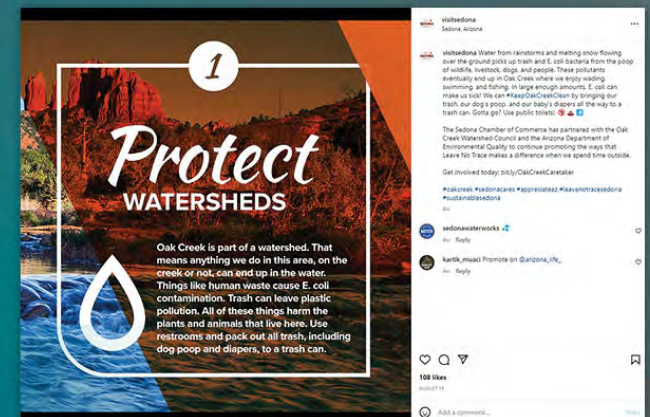 1
Protect
WATERSHEDS
Oak Creek is part of a watershed. That
means anything we do in this area, on the
creek or not, can end up in the water.
Things like human waste cause E. coli
contamination. Trash can leave plastic
pollution. All of these things harm the
plants and animals that live here. Use
restrooms and pack out all trash, including
dog poop and diapers, to a trash can.
visitsedona
Sedona, Arizona
visitsedona Water from rainstorms and melting snow flowing
over the ground picks up trash and E. coli bacteria from the poop
of wildlife, livestock, dogs, and people. These pollutants
eventually end up in Oak Creek where we enjoy wading,
swimming, and fishing. In large enough amounts, E. coli can
make us sick! We can #KeepOakCreekClean by bringing our
trash, our dog's poop, and our baby's diapers all the way to a
trash can. Gotta go? Use public toilets!
The Sedona Chamber of Commerce has partnered with the Oak
Creek Watershed Council and the Arizona Department of
Environmental Quality to continue promoting the ways that
Leave No Trace makes a difference when we spend time outside.
Get involved today: bit.ly/OakCreekCaretaker
#oakcreek #sedonacares #appreciateaz #leavenotracesedona
#sustainablesedona
sedonawaterworks
Reply
kartik_muaci Promote on @arizona_life_
Reply
108 likes
Add a comment...